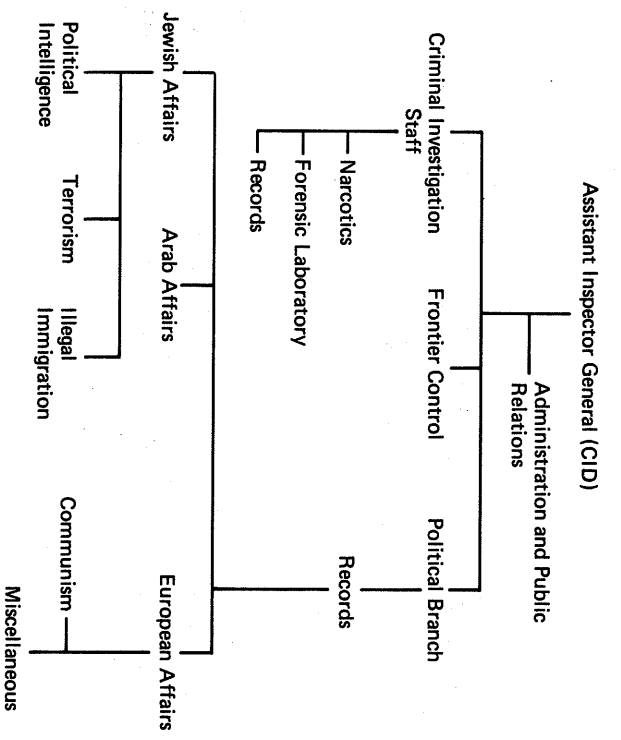 Assistant Inspector General (CID)
Administration and Public
Relations
Criminal Investigation
Staff
Frontier Control
Political Branch
Narcotics
Forensic Laboratory
Records
Records
Jewish Affairs
Arab Affairs
European Affairs
Political
Intelligence
Terrorism
Illegal
Immigration
Communism
Miscellaneous